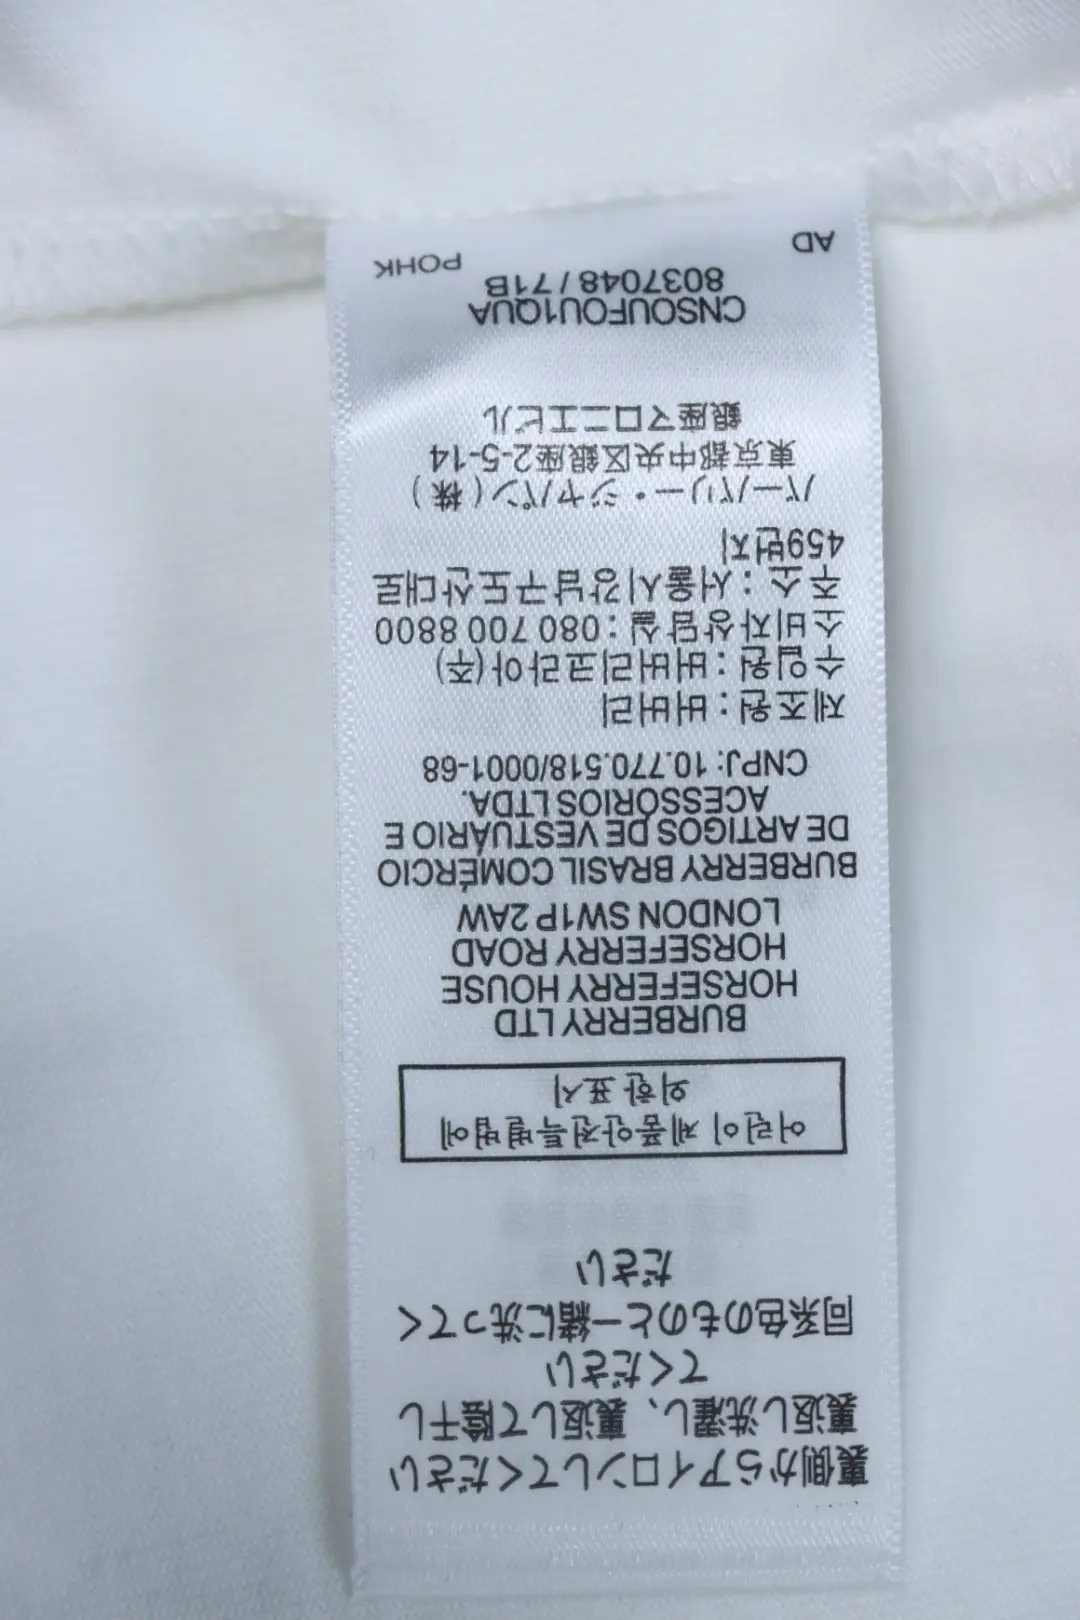 裏側からアイロンしてください
裏返し洗濯し、裏返して陰干し
てください
同系色のものと一緒に洗ってく
ださい
어린이제품안전특별법에
의한표시
BURBERRY LTD
HORSEFERRY HOUSE
HORSEFERRY ROAD
LONDON SW1P 2AW
BURBERRY BRASIL COMÉRCIO
DE ARTIGOS DE VESTUÁRIO E
ACESSÓRIOS LTDA.
CNPJ: 10.770.518/0001-68
제조원 : 버버리
수입원 : 버버리코리아(주)
소비자상담실 : 080 700 8800
주소 : 서울시강남구도산대로
459번지
バーバリー・ジャパン(株)
東京都中央区銀座2-5-14
銀座マロニエビル
CNSOUFOU1QUA
8037048 / 71B
AD POHK